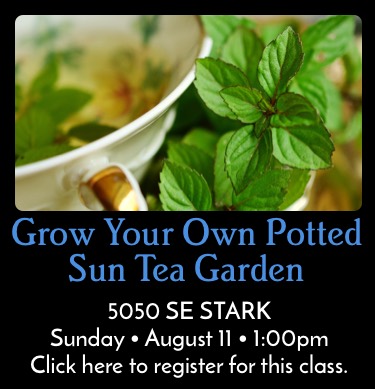 Grow Your Own Potted
Sun Tea Garden
5050 SE STARK
Sunday • August 11 • 1:00pm
Click here to register for this class.